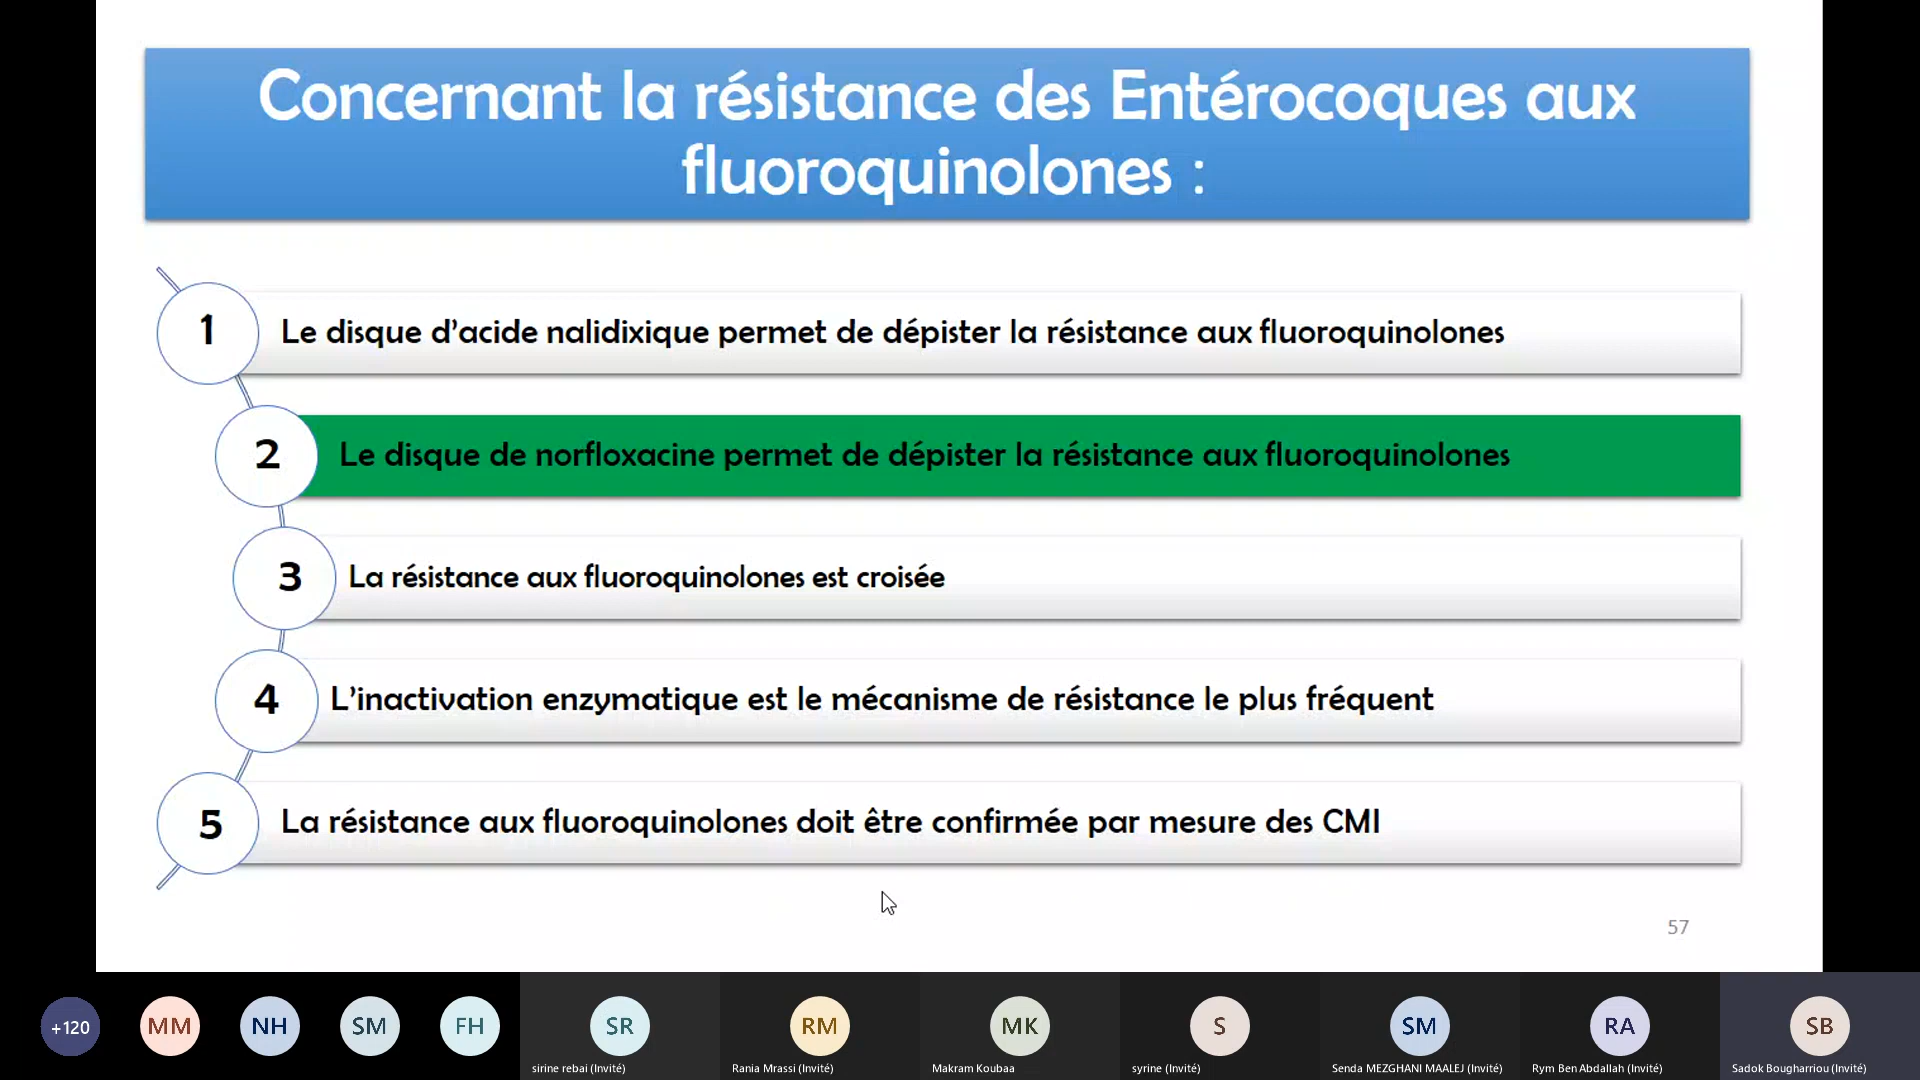 Concernant la résistance des Entérocoques aux
fluoroquinolones :
1
Le disque d’acide nalidixique permet de dépister la résistance aux fluoroquinolones
2
Le disque de norfloxacine permet de dépister la résistance aux fluoroquinolones
3
La résistance aux fluoroquinolones est croisée
4
L’inactivation enzymatique est le mécanisme de résistance le plus fréquent
5
La résistance aux fluoroquinolones doit être confirmée par mesure des CMI
57
+120
MM
NH
SM
FH
SR
sirine rebai (Invité)
RM
Rania Mrassi (Invité)
MK
Makram Koubaa
S
syrine (Invité)
SM
Senda MEZGHANI MAALEJ (Invité)
RA
Rym Ben Abdallah (Invité)
SB
Sadok Bougharriou (Invité)